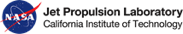 NASA
Jet Propulsion Laboratory
California Institute of Technology